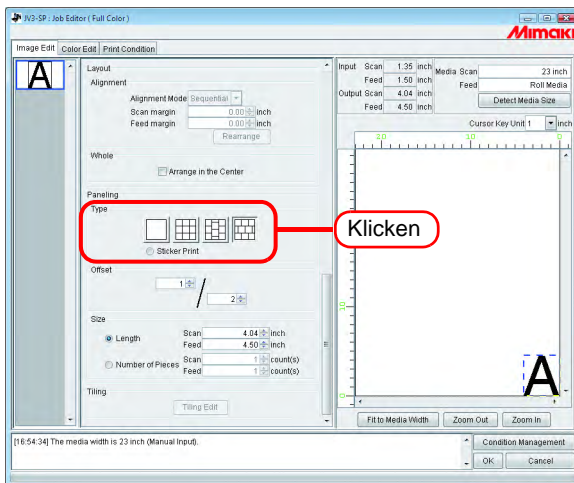 JV3-SP : Job Editor ( Full Color )
Mimaki
Image Edit Color Edit Print Condition
A
Layout
Alignment
Alignment Mode Sequential
Scan margin 0.00 inch
Feed margin 0.00 inch
Rearrange
Whole
Arrange in the Center
Paneling
Type
Sticker Print
Klicken
Offset
1 / 2
Size
Length Scan 4.04 inch
Feed 4.50 inch
Number of Pieces Scan 1 count(s)
Feed 1 count(s)
Tiling
Tiling Edit
Input Scan 1.35 inch
Feed 1.50 inch
Output Scan 4.04 inch
Feed 4.50 inch
Media Scan 23 inch
Feed Roll Media
Detect Media Size
Cursor Key Unit 1 inch
20 10 0
10
0
A
Fit to Media Width Zoom Out Zoom In
[16:54:34] The media width is 23 inch (Manual Input).
Condition Management
OK Cancel